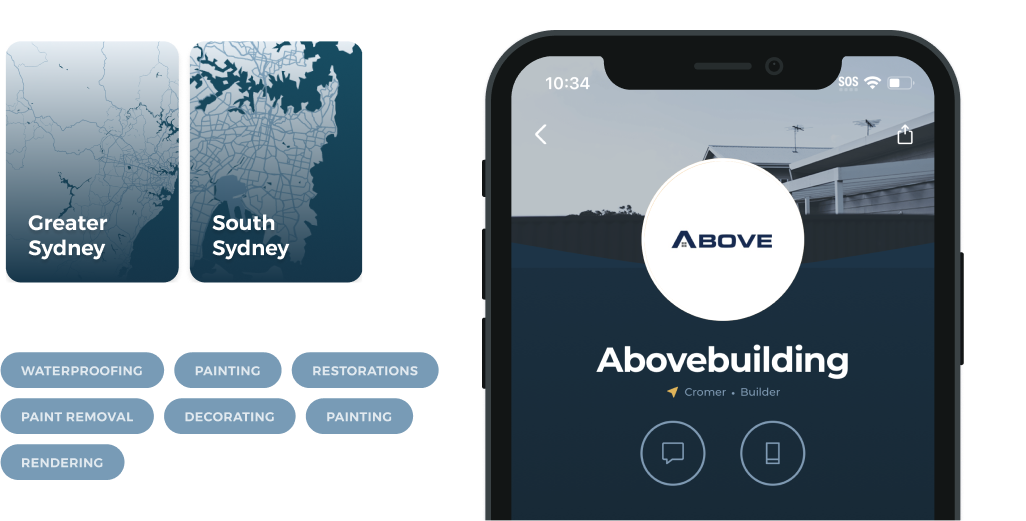 Greater
Sydney
South
Sydney
WATERPROOFING
PAINTING
RESTORATIONS
PAINT REMOVAL
DECORATING
PAINTING
RENDERING
10:34
SOS
ABOVE
Abovebuilding
Cromer • Builder